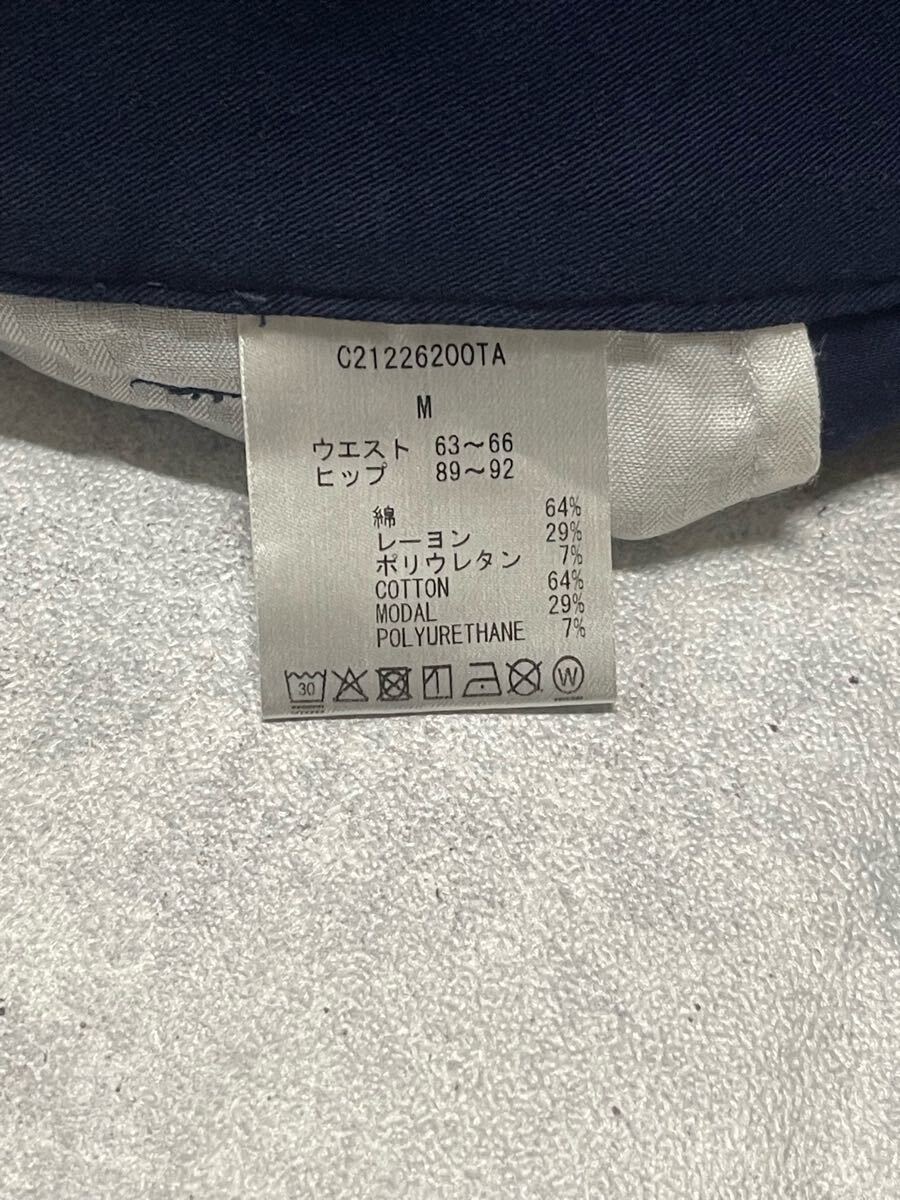 C21226200TA
M
ウエスト 63〜66
ヒップ 89〜92
綿 64%
レーヨン 29%
ポリウレタン 7%
COTTON 64%
MODAL 29%
POLYURETHANE 7%
30 W